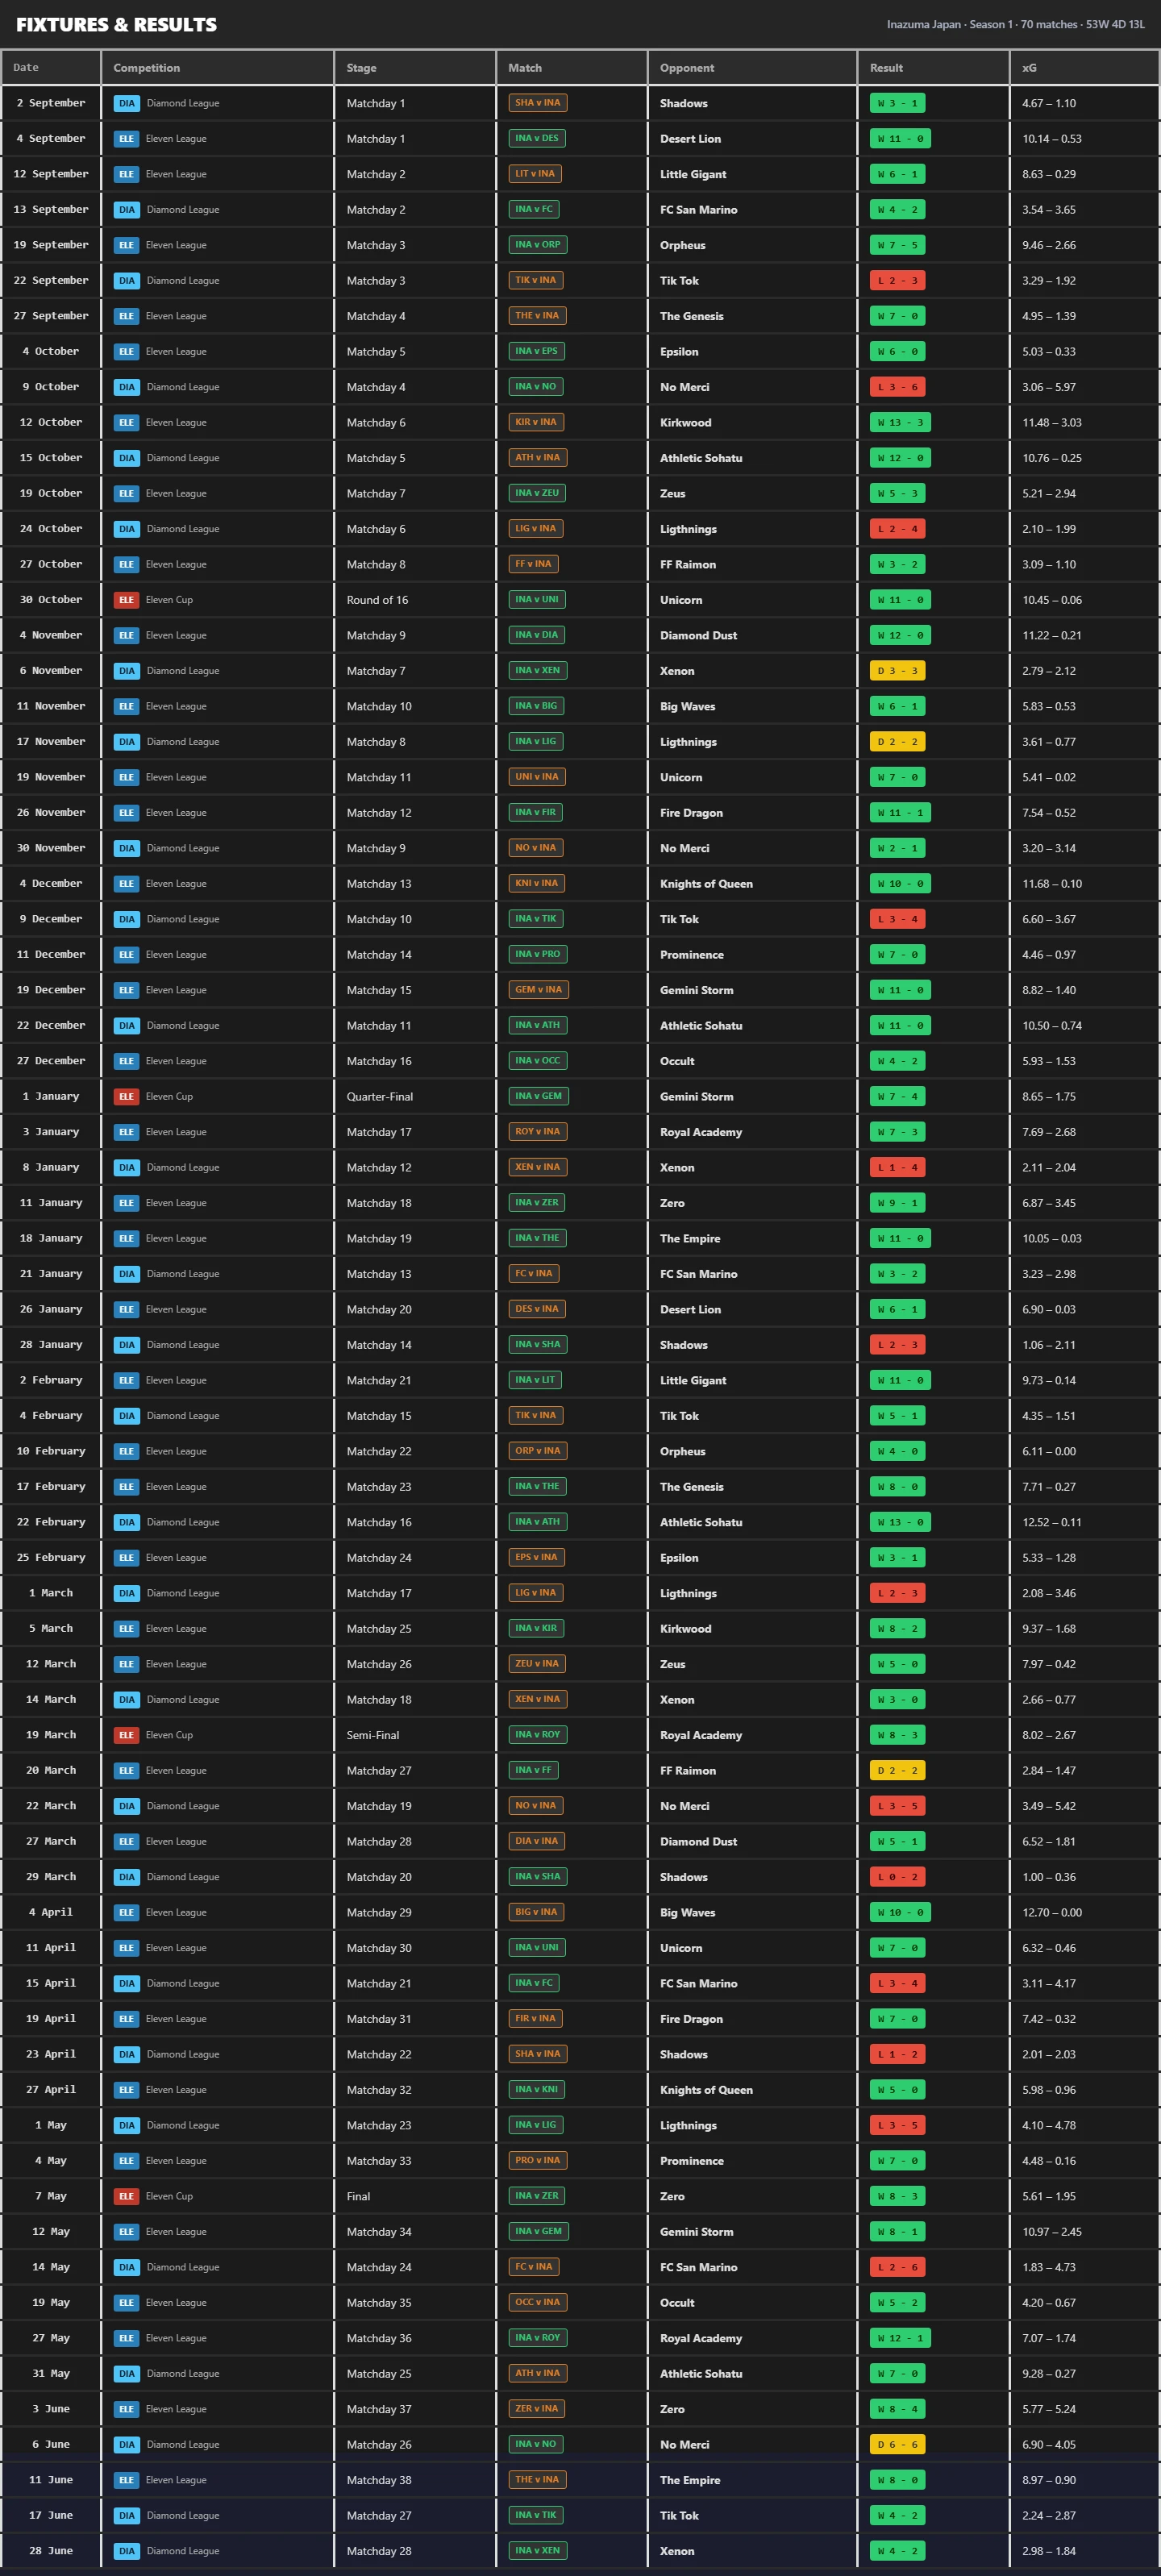 FIXTURES & RESULTS Inazuma Japan · Season 1 · 70 matches · 53W 4D 13L
Date Competition Stage Match Opponent Result xG
2 September DIA Diamond League Matchday 1 SHA v INA Shadows W 3 - 1 4.67 – 1.10
4 September ELE Eleven League Matchday 1 INA v DES Desert Lion W 11 - 0 10.14 – 0.53
12 September ELE Eleven League Matchday 2 LIT v INA Little Gigant W 6 - 1 8.63 – 0.29
13 September DIA Diamond League Matchday 2 INA v FC FC San Marino W 4 - 2 3.54 – 3.65
19 September ELE Eleven League Matchday 3 INA v ORP Orpheus W 7 - 5 9.46 – 2.66
22 September DIA Diamond League Matchday 3 TIK v INA Tik Tok L 2 - 3 3.29 – 1.92
27 September ELE Eleven League Matchday 4 THE v INA The Genesis W 7 - 0 4.95 – 1.39
4 October ELE Eleven League Matchday 5 INA v EPS Epsilon W 6 - 0 5.03 – 0.33
9 October DIA Diamond League Matchday 4 INA v NO No Merci L 3 - 6 3.06 – 5.97
12 October ELE Eleven League Matchday 6 KIR v INA Kirkwood W 13 - 3 11.48 – 3.03
15 October DIA Diamond League Matchday 5 ATH v INA Athletic Sohatu W 12 - 0 10.76 – 0.25
19 October ELE Eleven League Matchday 7 INA v ZEU Zeus W 5 - 3 5.21 – 2.94
24 October DIA Diamond League Matchday 6 LIG v INA Ligthnings L 2 - 4 2.10 – 1.99
27 October ELE Eleven League Matchday 8 FF v INA FF Raimon W 3 - 2 3.09 – 1.10
30 October ELE Eleven Cup Round of 16 INA v UNI Unicorn W 11 - 0 10.45 – 0.06
4 November ELE Eleven League Matchday 9 INA v DIA Diamond Dust W 12 - 0 11.22 – 0.21
6 November DIA Diamond League Matchday 7 INA v XEN Xenon D 3 - 3 2.79 – 2.12
11 November ELE Eleven League Matchday 10 INA v BIG Big Waves W 6 - 1 5.83 – 0.53
17 November DIA Diamond League Matchday 8 INA v LIG Ligthnings D 2 - 2 3.61 – 0.77
19 November ELE Eleven League Matchday 11 UNI v INA Unicorn W 7 - 0 5.41 – 0.02
26 November ELE Eleven League Matchday 12 INA v FIR Fire Dragon W 11 - 1 7.54 – 0.52
30 November DIA Diamond League Matchday 9 NO v INA No Merci W 2 - 1 3.20 – 3.14
4 December ELE Eleven League Matchday 13 KNI v INA Knights of Queen W 10 - 0 11.68 – 0.10
9 December DIA Diamond League Matchday 10 INA v TIK Tik Tok L 3 - 4 6.60 – 3.67
11 December ELE Eleven League Matchday 14 INA v PRO Prominence W 7 - 0 4.46 – 0.97
19 December ELE Eleven League Matchday 15 GEM v INA Gemini Storm W 11 - 0 8.82 – 1.40
22 December DIA Diamond League Matchday 11 INA v ATH Athletic Sohatu W 11 - 0 10.50 – 0.74
27 December ELE Eleven League Matchday 16 INA v OCC Occult W 4 - 2 5.93 – 1.53
1 January ELE Eleven Cup Quarter-Final INA v GEM Gemini Storm W 7 - 4 8.65 – 1.75
3 January ELE Eleven League Matchday 17 ROY v INA Royal Academy W 7 - 3 7.69 – 2.68
8 January DIA Diamond League Matchday 12 XEN v INA Xenon L 1 - 4 2.11 – 2.04
11 January ELE Eleven League Matchday 18 INA v ZER Zero W 9 - 1 6.87 – 3.45
18 January ELE Eleven League Matchday 19 INA v THE The Empire W 11 - 0 10.05 – 0.03
21 January DIA Diamond League Matchday 13 FC v INA FC San Marino W 3 - 2 3.23 – 2.98
26 January ELE Eleven League Matchday 20 DES v INA Desert Lion W 6 - 1 6.90 – 0.03
28 January DIA Diamond League Matchday 14 INA v SHA Shadows L 2 - 3 1.06 – 2.11
2 February ELE Eleven League Matchday 21 INA v LIT Little Gigant W 11 - 0 9.73 – 0.14
4 February DIA Diamond League Matchday 15 TIK v INA Tik Tok W 5 - 1 4.35 – 1.51
10 February ELE Eleven League Matchday 22 ORP v INA Orpheus W 4 - 0 6.11 – 0.00
17 February ELE Eleven League Matchday 23 INA v THE The Genesis W 8 - 0 7.71 – 0.27
22 February DIA Diamond League Matchday 16 INA v ATH Athletic Sohatu W 13 - 0 12.52 – 0.11
25 February ELE Eleven League Matchday 24 EPS v INA Epsilon W 3 - 1 5.33 – 1.28
1 March DIA Diamond League Matchday 17 LIG v INA Ligthnings L 2 - 3 2.08 – 3.46
5 March ELE Eleven League Matchday 25 INA v KIR Kirkwood W 8 - 2 9.37 – 1.68
12 March ELE Eleven League Matchday 26 ZEU v INA Zeus W 5 - 0 7.97 – 0.42
14 March DIA Diamond League Matchday 18 XEN v INA Xenon W 3 - 0 2.66 – 0.77
19 March ELE Eleven Cup Semi-Final INA v ROY Royal Academy W 8 - 3 8.02 – 2.67
20 March ELE Eleven League Matchday 27 INA v FF FF Raimon D 2 - 2 2.84 – 1.47
22 March DIA Diamond League Matchday 19 NO v INA No Merci L 3 - 5 3.49 – 5.42
27 March ELE Eleven League Matchday 28 DIA v INA Diamond Dust W 5 - 1 6.52 – 1.81
29 March DIA Diamond League Matchday 20 INA v SHA Shadows L 0 - 2 1.00 – 0.36
4 April ELE Eleven League Matchday 29 BIG v INA Big Waves W 10 - 0 12.70 – 0.00
11 April ELE Eleven League Matchday 30 INA v UNI Unicorn W 7 - 0 6.32 – 0.46
15 April DIA Diamond League Matchday 21 INA v FC FC San Marino L 3 - 4 3.11 – 4.17
19 April ELE Eleven League Matchday 31 FIR v INA Fire Dragon W 7 - 0 7.42 – 0.32
23 April DIA Diamond League Matchday 22 SHA v INA Shadows L 1 - 2 2.01 – 2.03
27 April ELE Eleven League Matchday 32 INA v KNI Knights of Queen W 5 - 0 5.98 – 0.96
1 May DIA Diamond League Matchday 23 INA v LIG Ligthnings L 3 - 5 4.10 – 4.78
4 May ELE Eleven League Matchday 33 PRO v INA Prominence W 7 - 0 4.48 – 0.16
7 May ELE Eleven Cup Final INA v ZER Zero W 8 - 3 5.61 – 1.95
12 May ELE Eleven League Matchday 34 INA v GEM Gemini Storm W 8 - 1 10.97 – 2.45
14 May DIA Diamond League Matchday 24 FC v INA FC San Marino L 2 - 6 1.83 – 4.73
19 May ELE Eleven League Matchday 35 OCC v INA Occult W 5 - 2 4.20 – 0.67
27 May ELE Eleven League Matchday 36 INA v ROY Royal Academy W 12 - 1 7.07 – 1.74
31 May DIA Diamond League Matchday 25 ATH v INA Athletic Sohatu W 7 - 0 9.28 – 0.27
3 June ELE Eleven League Matchday 37 ZER v INA Zero W 8 - 4 5.77 – 5.24
6 June DIA Diamond League Matchday 26 INA v NO No Merci D 6 - 6 6.90 – 4.05
11 June ELE Eleven League Matchday 38 THE v INA The Empire W 8 - 0 8.97 – 0.90
17 June DIA Diamond League Matchday 27 INA v TIK Tik Tok W 4 - 2 2.24 – 2.87
28 June DIA Diamond League Matchday 28 INA v XEN Xenon W 4 - 2 2.98 – 1.84